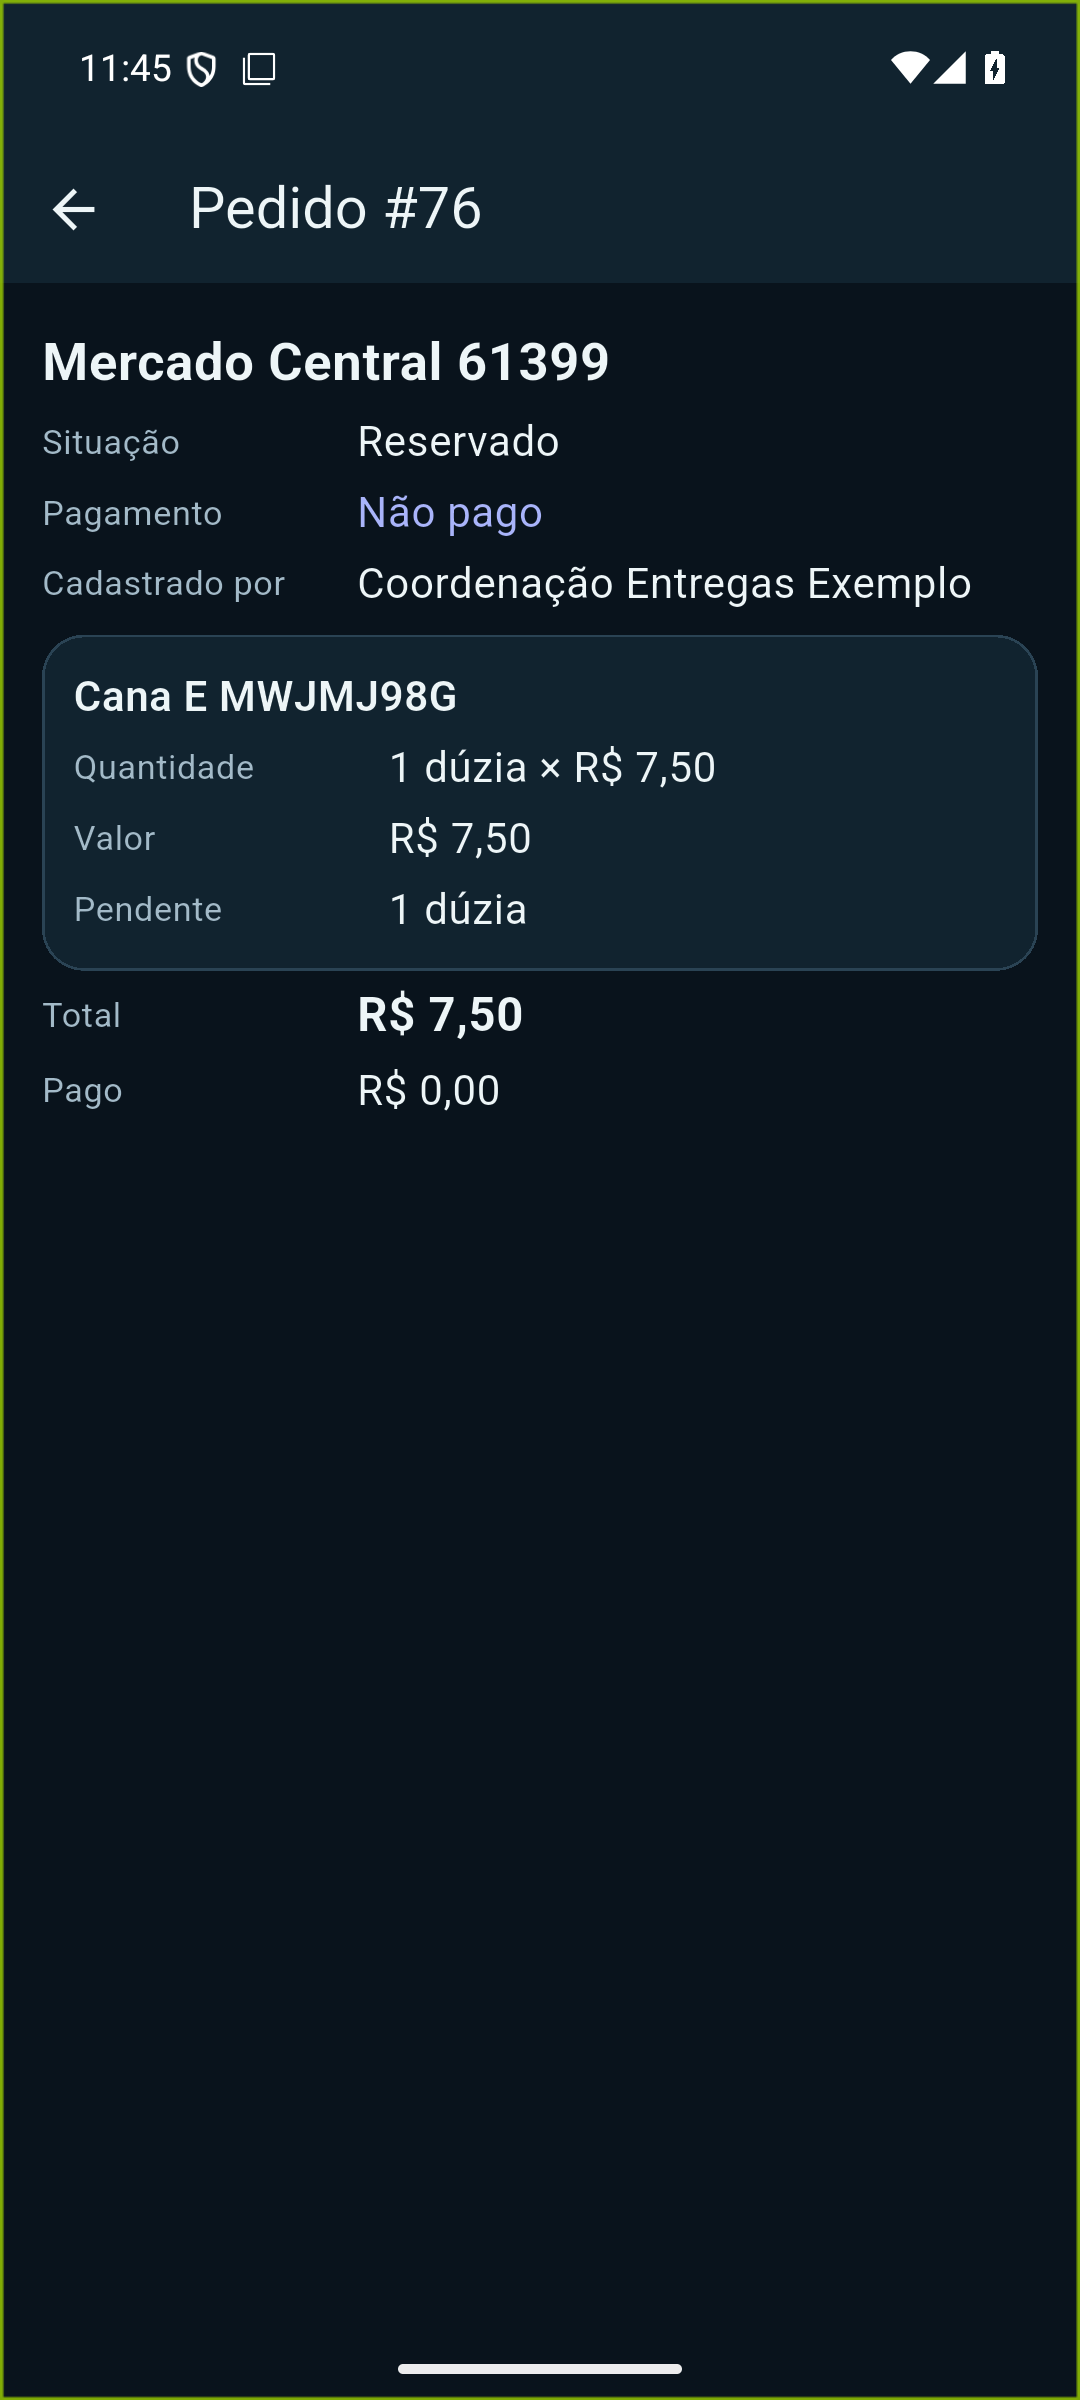 11:45
Pedido #76
Mercado Central 61399
Situação Reservado
Pagamento Não pago
Cadastrado por Coordenação Entregas Exemplo
Cana E MWJMJ98G
Quantidade 1 dúzia × R$ 7,50
Valor R$ 7,50
Pendente 1 dúzia
Total R$ 7,50
Pago R$ 0,00